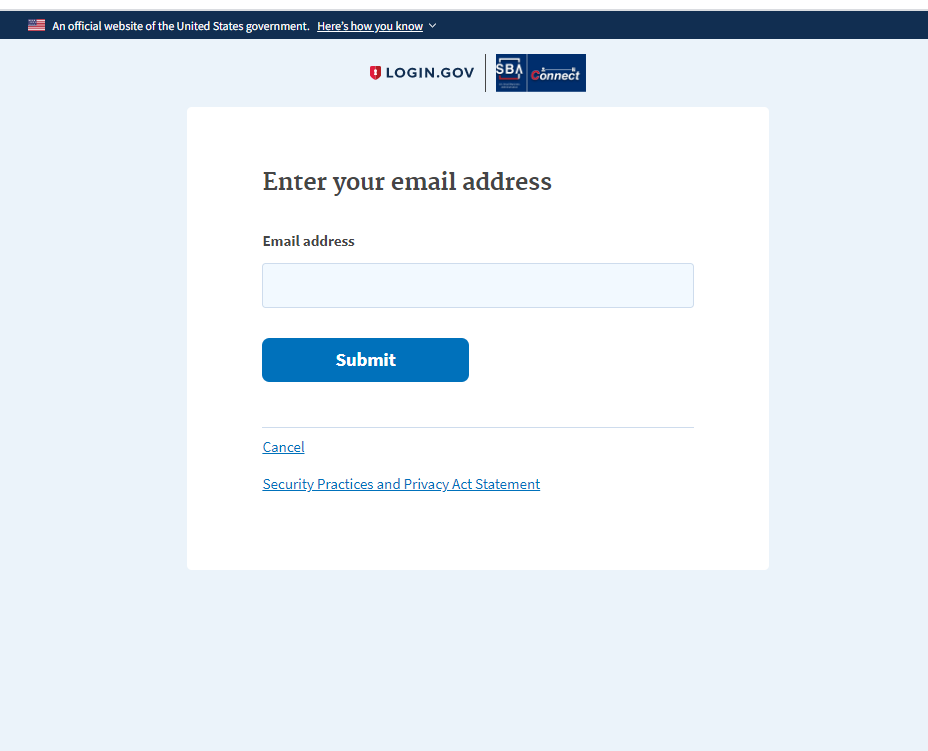 An official website of the United States government. Here's how you know
LOGIN.GOV
SBA
Connect
Enter your email address
Email address
Submit
Cancel
Security Practices and Privacy Act Statement